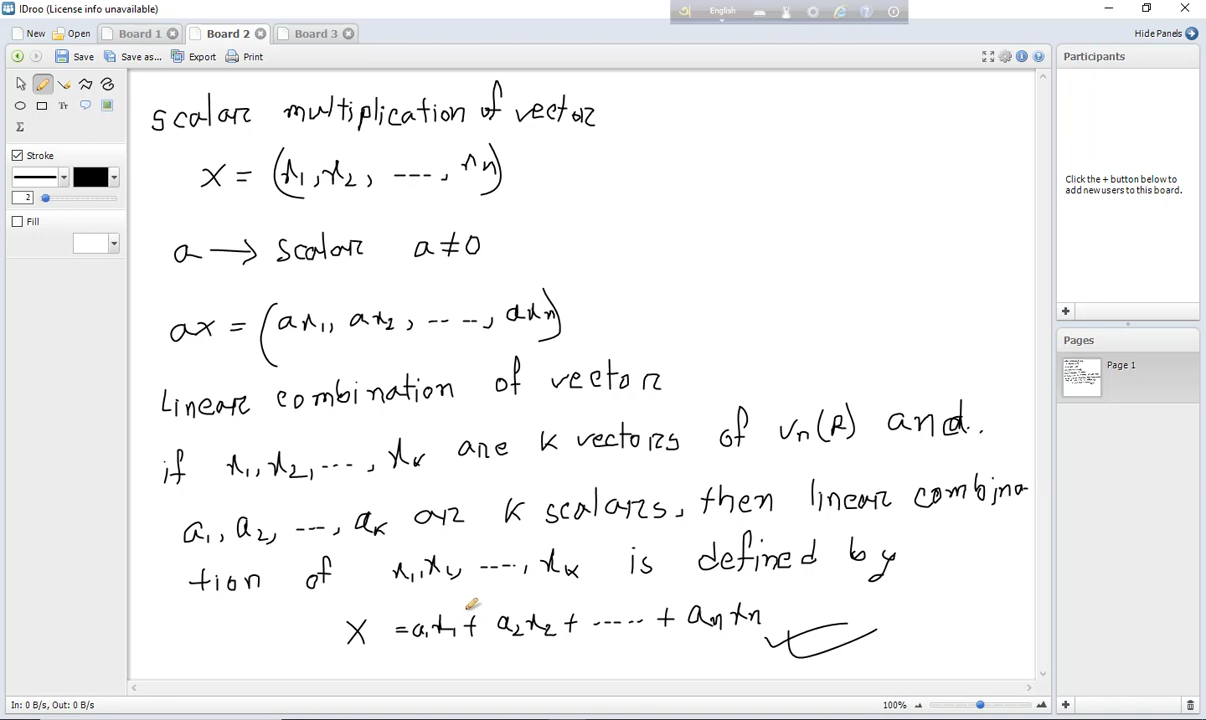 IDroo (License info unavailable)
English
New Open Board 1 Board 2 Board 3 Hide Panels
Save Save as... Export Print
Participants
Tr
Σ
Stroke
2
Fill
Click the + button below to
add new users to this board.
Pages
Page 1
scalar multiplication of vector
X = (x₁, x₂, ----, xn)
a → scalar a≠0
ax = (ax₁, ax₂, -- --, axn)
Linear combination of vector
if x₁, x₂, ---, xK are K vectors of Vn(R) and.
a₁, a₂, ---, aK ar K scalars, then linear combina
tion of x₁, x₂, ----, xK is defined by
X = a₁x₁ + a₂x₂ + ----- + anxn
In: 0 B/s, Out: 0 B/s 100%